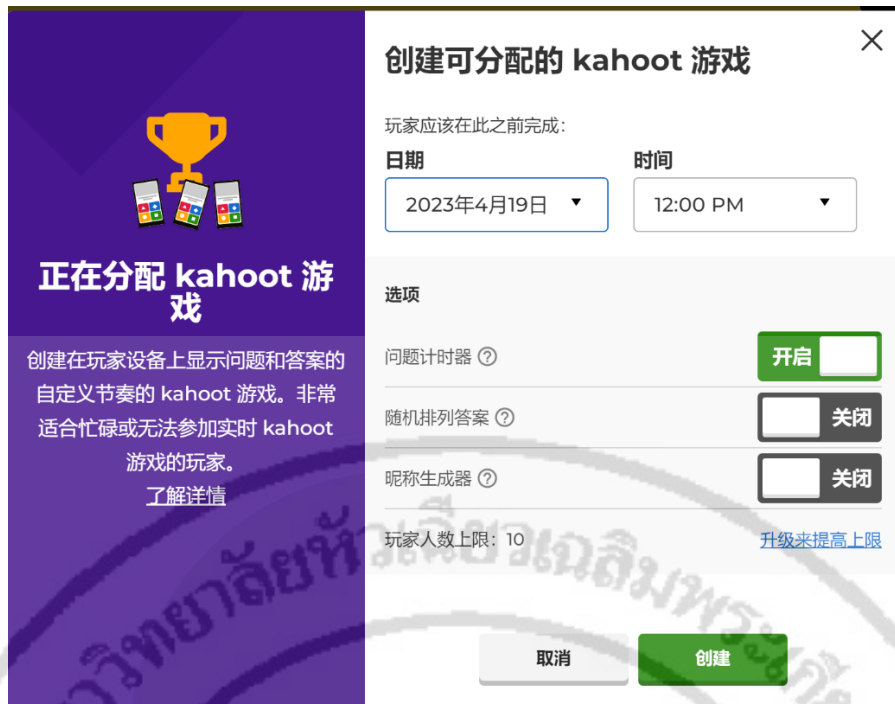 正在分配 kahoot 游
戏
创建在玩家设备上显示问题和答案的
自定义节奏的 kahoot 游戏。非常
适合忙碌或无法参加实时 kahoot
游戏的玩家。
了解详情
创建可分配的 kahoot 游戏
玩家应该在此之前完成：
日期 时间
2023年4月19日 12:00 PM
选项
问题计时器 开启
随机排列答案 关闭
昵称生成器 关闭
玩家人数上限：10 升级来提高上限
取消 创建